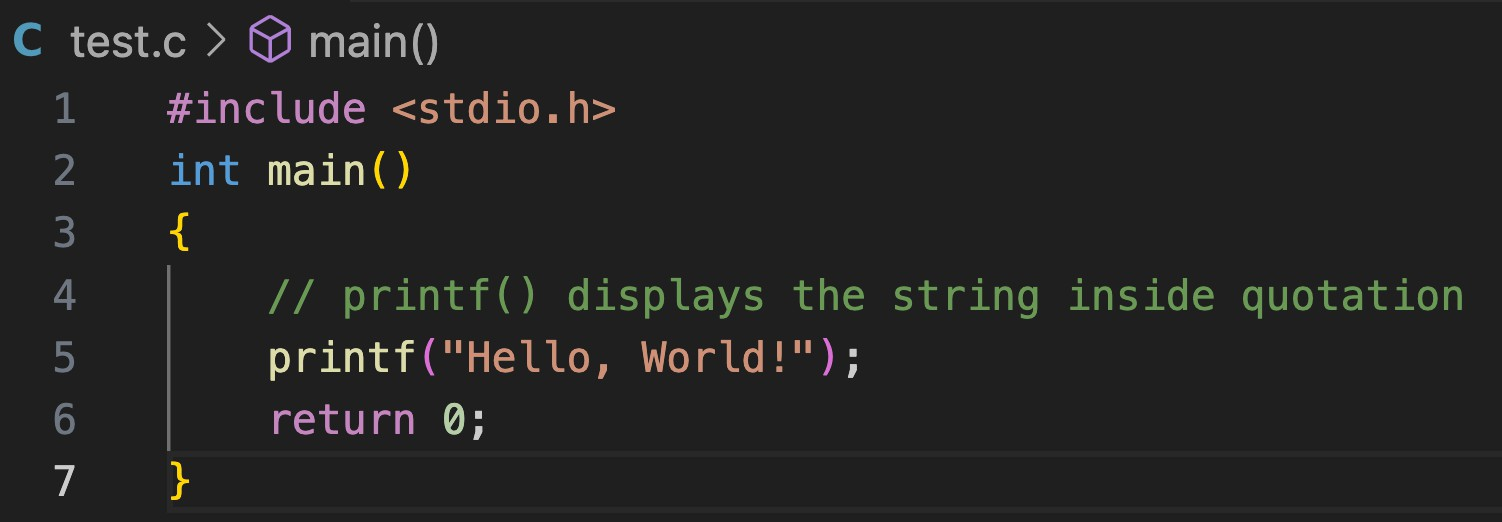 C test.c > main()
1 #include <stdio.h>
2 int main()
3 {
4     // printf() displays the string inside quotation
5     printf("Hello, World!");
6     return 0;
7 }